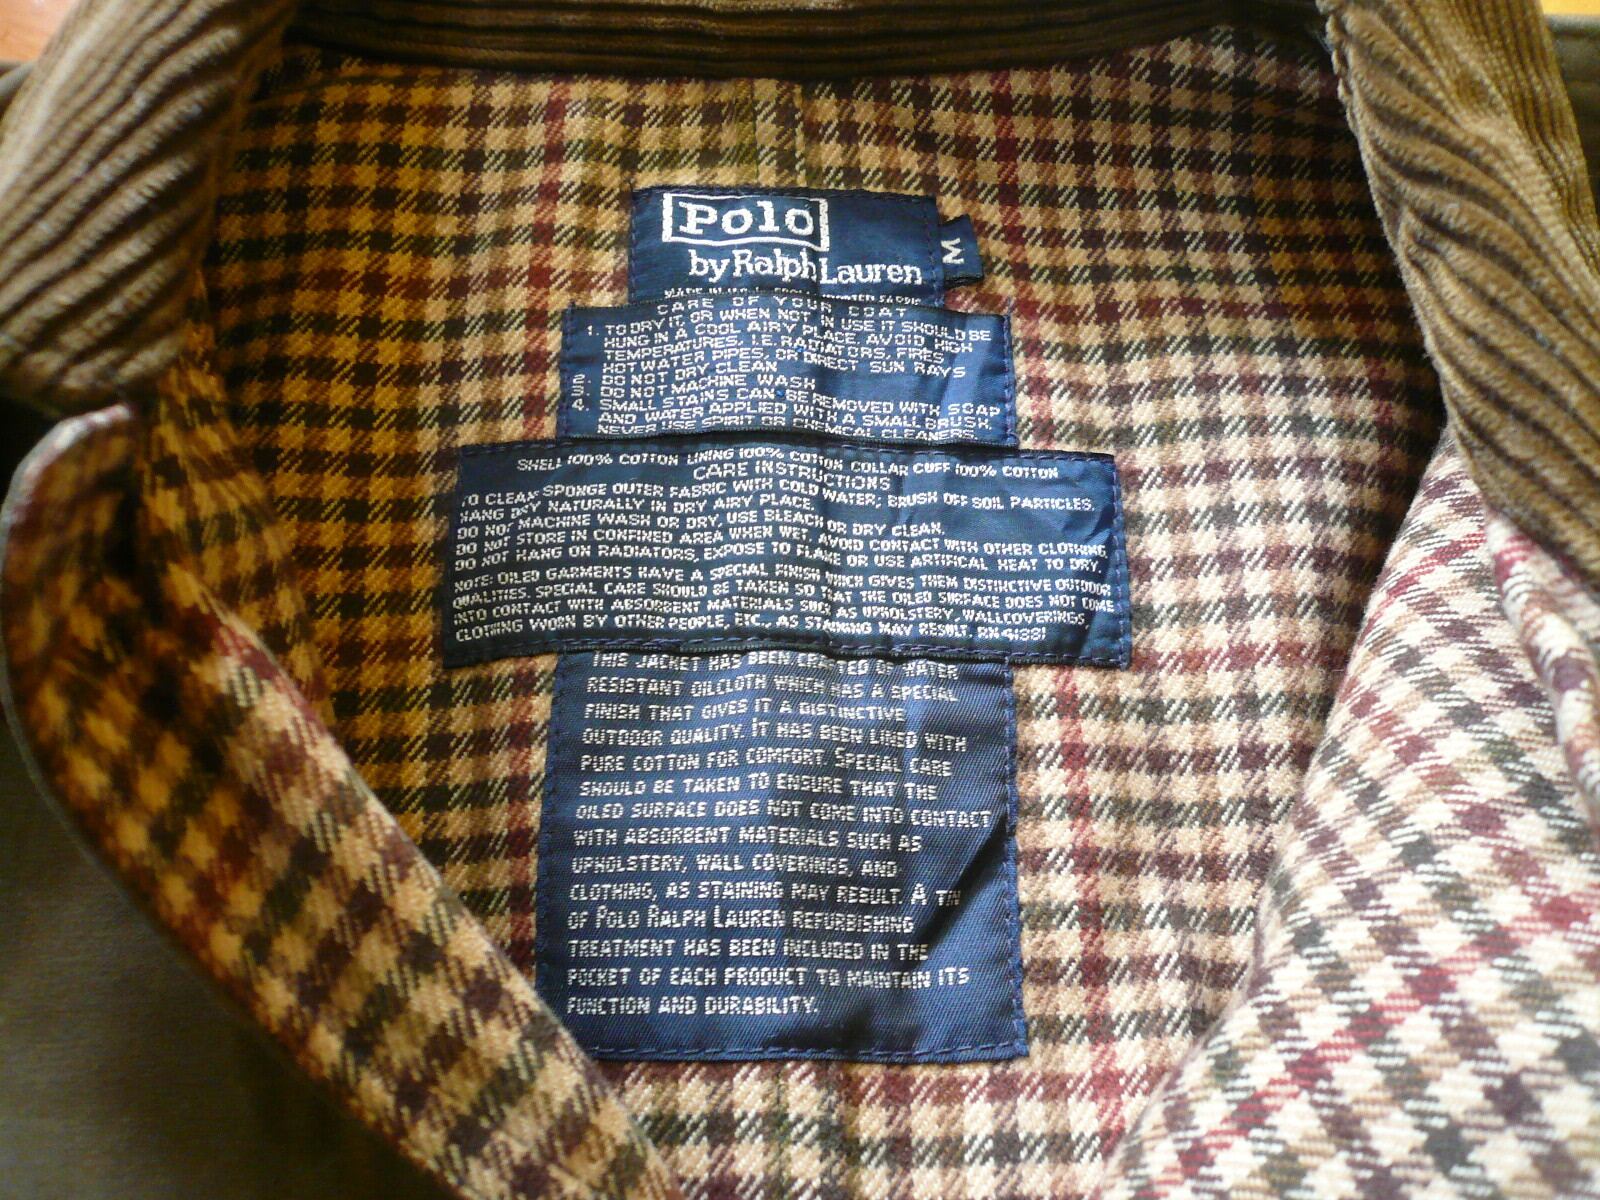 Polo
by Ralph Lauren
M
MADE IN
CARE OF YOUR COAT
1. TO DRY IT, OR WHEN NOT IN USE IT SHOULD BE
HUNG IN A COOL AIRY PLACE. AVOID HIGH
TEMPERATURES, I.E. RADIATORS, FIRES
HOT WATER PIPES, OR DIRECT SUN RAYS
2. DO NOT DRY CLEAN
3. DO NOT MACHINE WASH
4. SMALL STAINS CAN BE REMOVED WITH SOAP
AND WATER APPLIED WITH A SMALL BRUSH.
NEVER USE SPIRIT OR CHEMICAL CLEANERS.
SHELL 100% COTTON LINING 100% COTTON COLLAR CUFF 100% COTTON
CARE INSTRUCTIONS
TO CLEAN SPONGE OUTER FABRIC WITH COLD WATER; BRUSH OFF SOIL PARTICLES.
HANG DRY NATURALLY IN DRY AIRY PLACE.
DO NOT MACHINE WASH OR DRY, USE BLEACH OR DRY CLEAN.
DO NOT STORE IN CONFINED AREA WHEN WET. AVOID CONTACT WITH OTHER CLOTHING.
DO NOT HANG ON RADIATORS, EXPOSE TO FLAME OR USE ARTIFICAL HEAT TO DRY.
NOTE: OILED GARMENTS HAVE A SPECIAL FINISH WHICH GIVES THEM DISTINCTIVE OUTDOOR
QUALITIES. SPECIAL CARE SHOULD BE TAKEN SO THAT THE OILED SURFACE DOES NOT COME
INTO CONTACT WITH ABSORBENT MATERIALS SUCH AS UPHOLSTERY, WALLCOVERINGS,
CLOTHING WORN BY OTHER PEOPLE, ETC., AS STAINING MAY RESULT. RN 41381
THIS JACKET HAS BEEN CRAFTED OF WATER
RESISTANT OILCLOTH WHICH HAS A SPECIAL
FINISH THAT GIVES IT A DISTINCTIVE
OUTDOOR QUALITY. IT HAS BEEN LINED WITH
PURE COTTON FOR COMFORT. SPECIAL CARE
SHOULD BE TAKEN TO ENSURE THAT THE
OILED SURFACE DOES NOT COME INTO CONTACT
WITH ABSORBENT MATERIALS SUCH AS
UPHOLSTERY, WALL COVERINGS, AND
CLOTHING, AS STAINING MAY RESULT. A TIN
OF POLO RALPH LAUREN REFURBISHING
TREATMENT HAS BEEN INCLUDED IN THE
POCKET OF EACH PRODUCT TO MAINTAIN ITS
FUNCTION AND DURABILITY.